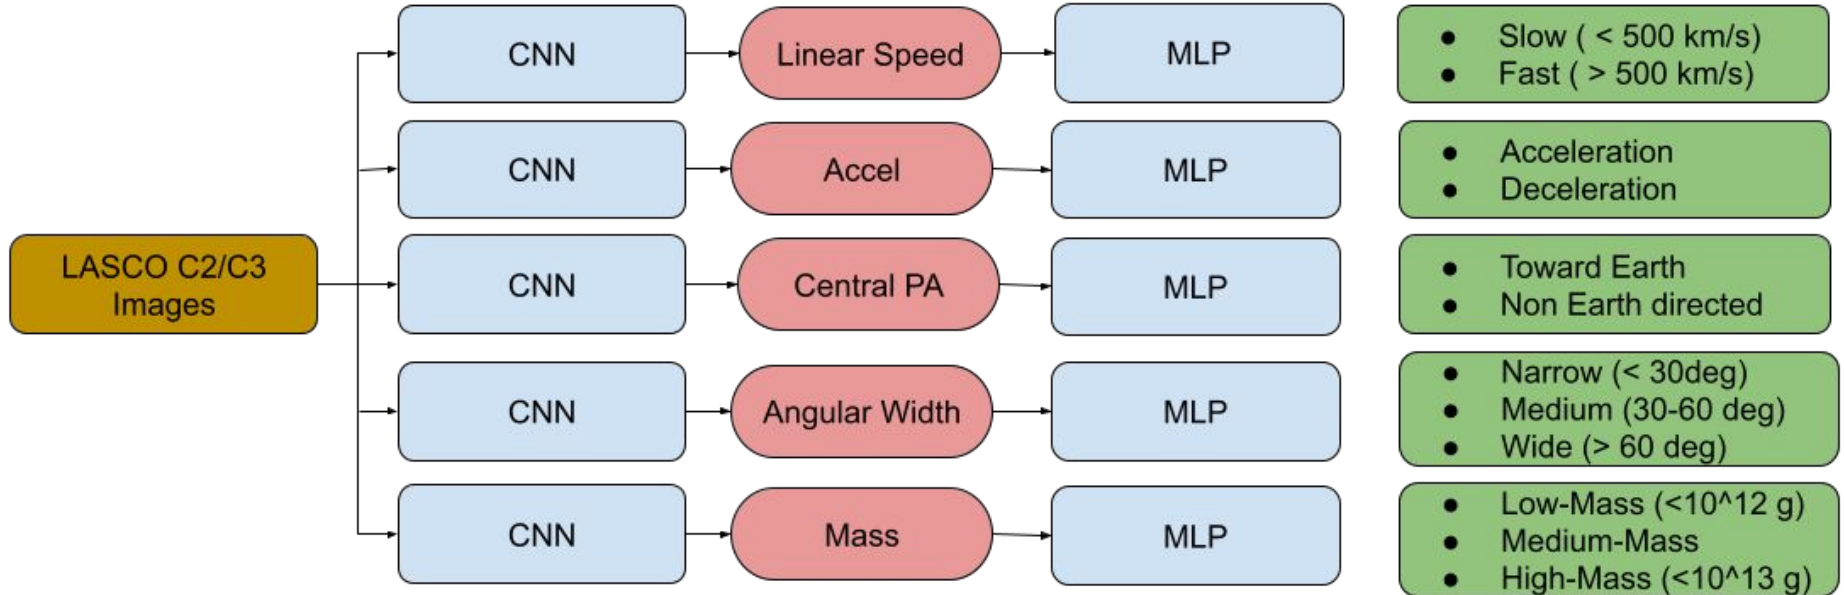 LASCO C2/C3
Images
CNN
Linear Speed
MLP
● Slow ( < 500 km/s)
● Fast ( > 500 km/s)
CNN
Accel
MLP
● Acceleration
● Deceleration
CNN
Central PA
MLP
● Toward Earth
● Non Earth directed
CNN
Angular Width
MLP
● Narrow (< 30deg)
● Medium (30-60 deg)
● Wide (> 60 deg)
CNN
Mass
MLP
● Low-Mass (<10^12 g)
● Medium-Mass
● High-Mass (<10^13 g)